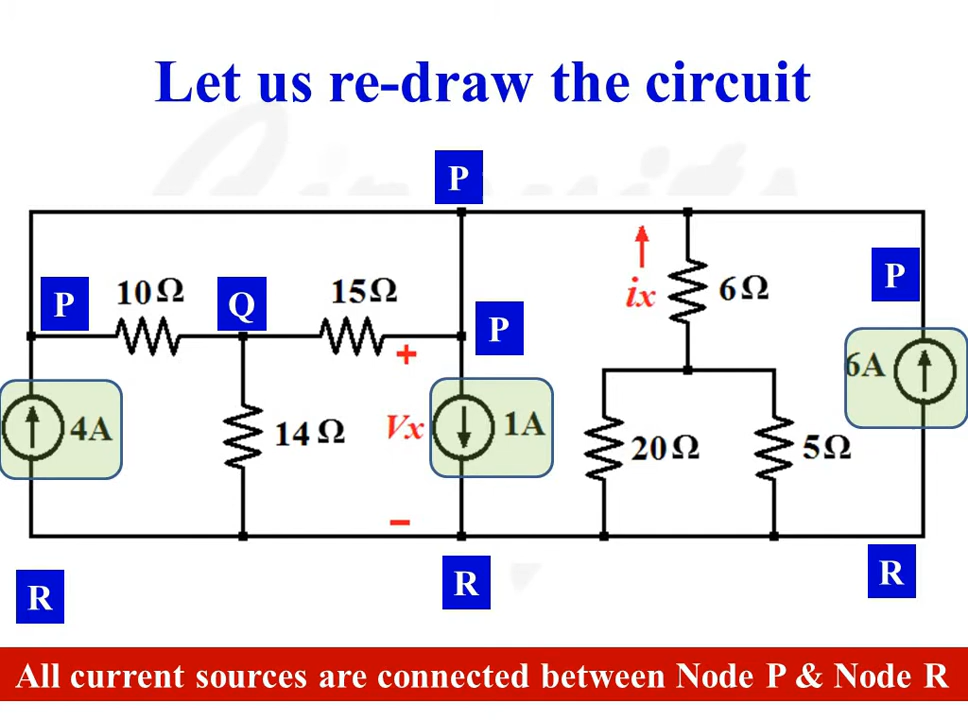 Let us re-draw the circuit
P
P
10Ω
Q
15Ω
P
ix
6Ω
P
+
4A
14Ω
Vx
1A
20Ω
5Ω
6A
−
R
R
R
All current sources are connected between Node P & Node R